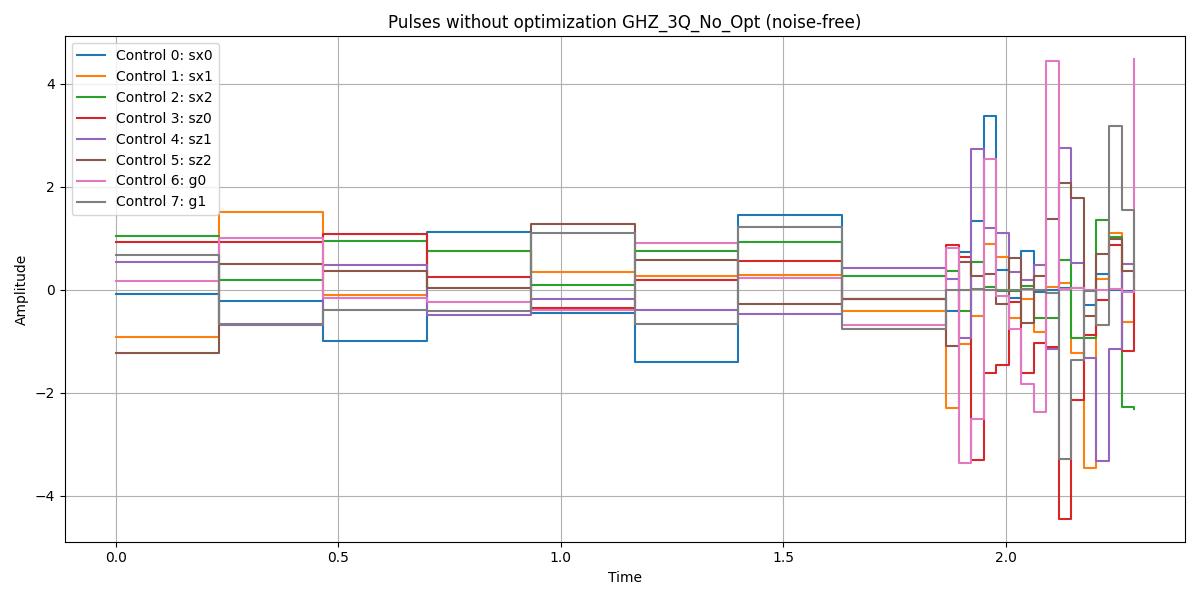 Pulses without optimization GHZ_3Q_No_Opt (noise-free)
Control 0: sx0
Control 1: sx1
Control 2: sx2
Control 3: sz0
Control 4: sz1
Control 5: sz2
Control 6: g0
Control 7: g1
Amplitude
4
2
0
−2
−4
0.0 0.5 1.0 1.5 2.0
Time